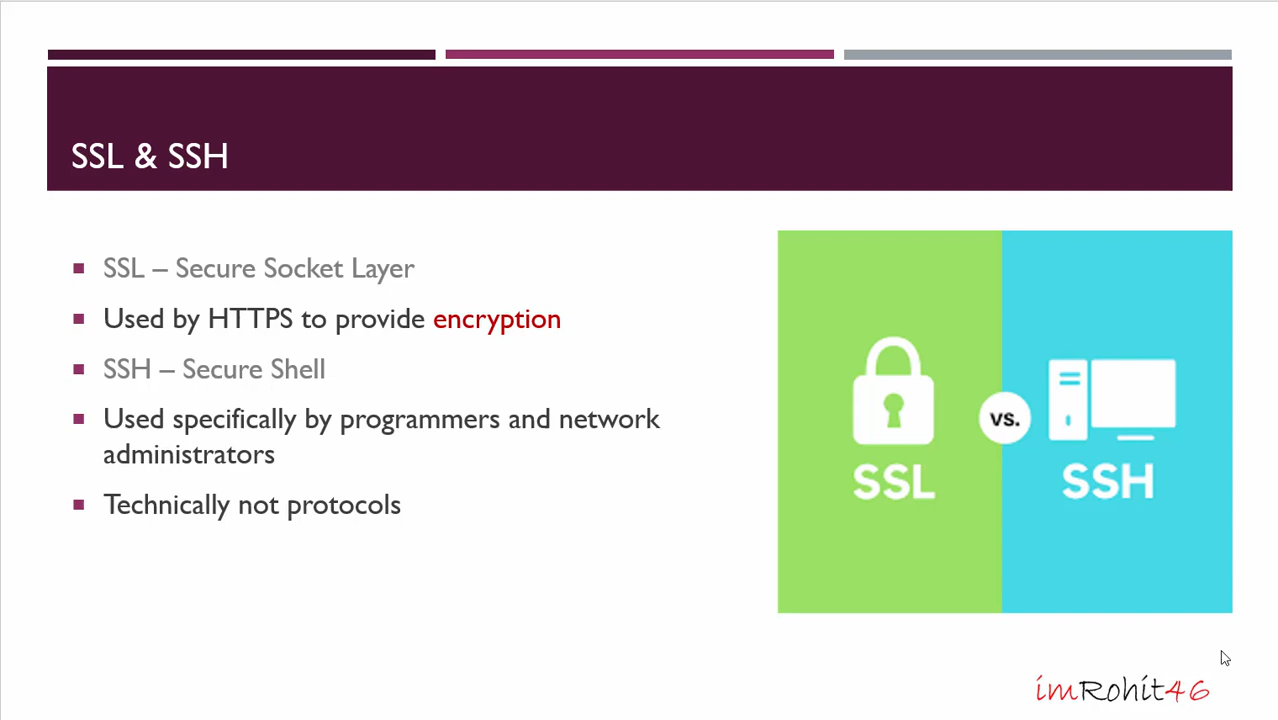 SSL & SSH
SSL – Secure Socket Layer
Used by HTTPS to provide encryption
SSH – Secure Shell
Used specifically by programmers and network
administrators
Technically not protocols
SSL
vs.
SSH
imRohit46